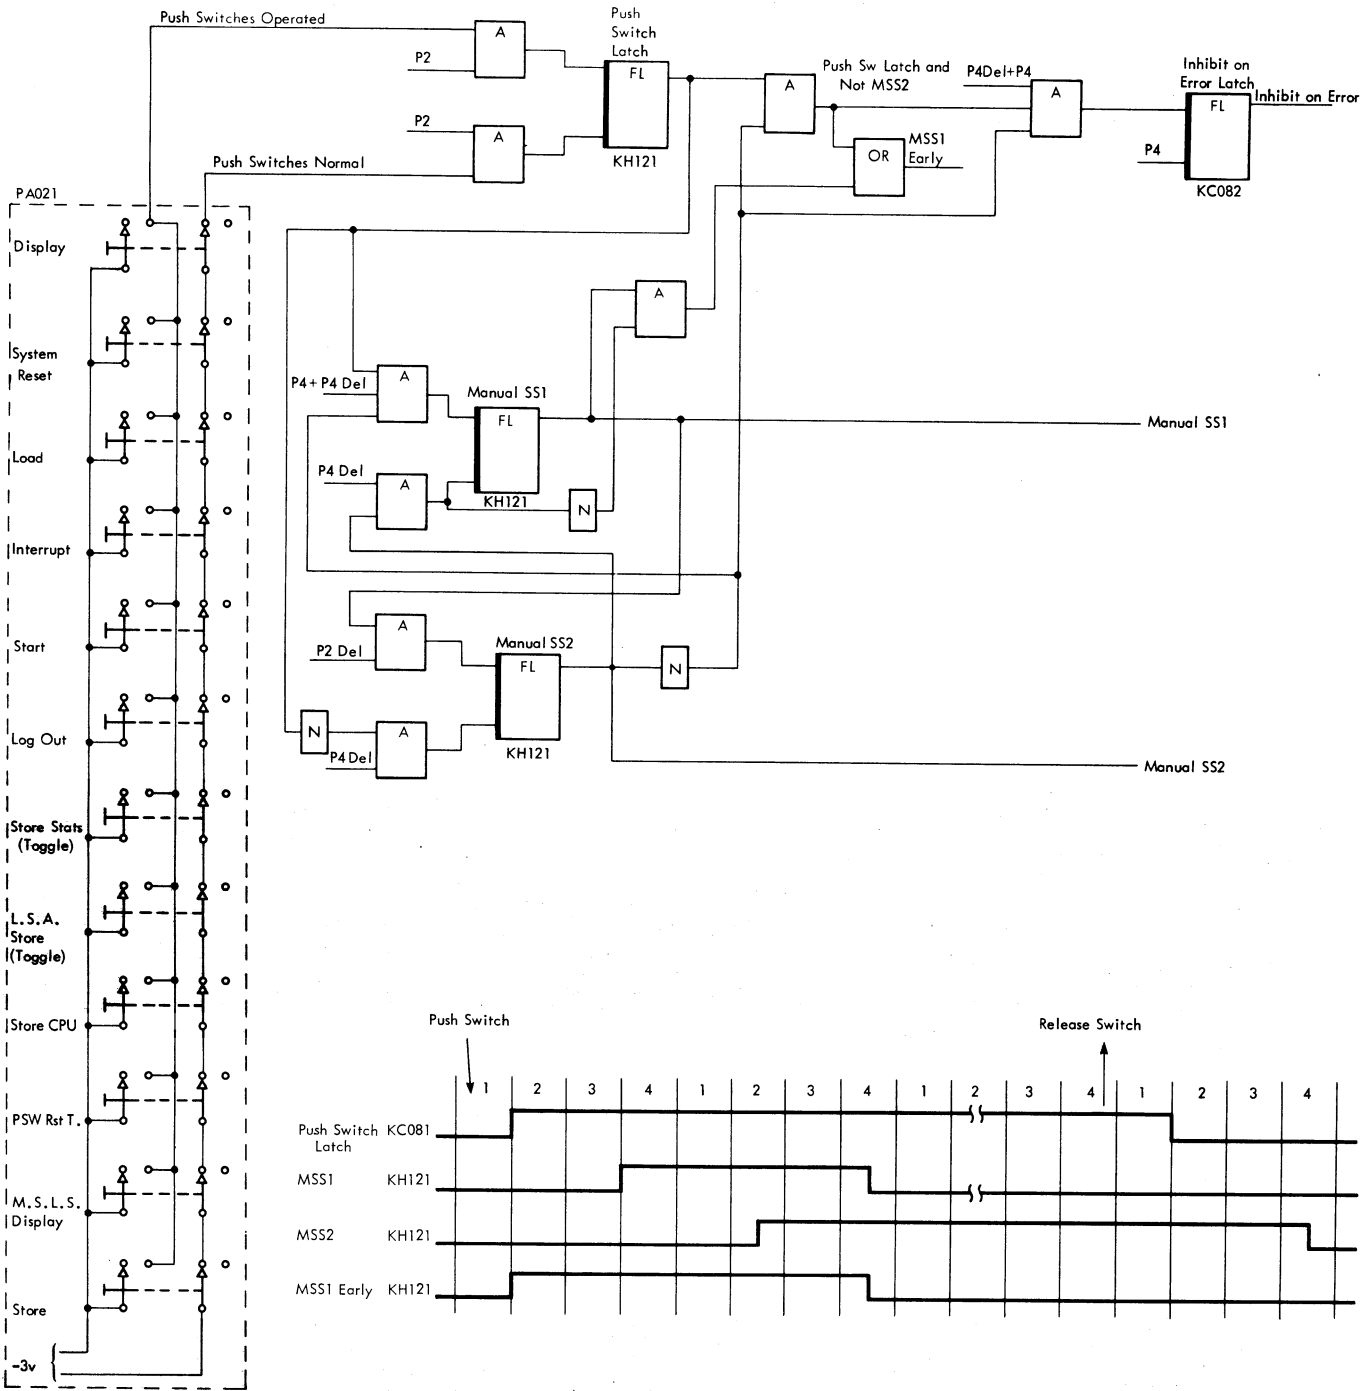 Push Switches Operated
P2
A
Push
Switch
Latch
FL
KH121
P2
A
Push Switches Normal
A
Push Sw Latch and
Not MSS2
OR
MSS1
Early
P4Del+P4
A
Inhibit on
Error Latch
FL
Inhibit on Error
P4
KC082
PA021
Display
System
Reset
Load
Interrupt
Start
Log Out
Store Stats
(Toggle)
L.S.A.
Store
(Toggle)
Store CPU
PSW Rst T.
M.S.L.S.
Display
Store
-3v
A
P4+P4 Del
A
Manual SS1
FL
KH121
Manual SS1
P4 Del
A
N
A
P2 Del
Manual SS2
FL
KH121
N
N
A
P4Del
Manual SS2
Push Switch
Release Switch
1 2 3 4 1 2 3 4 1 2 3 4 1 2 3 4
Push Switch KC081
Latch
MSS1 KH121
MSS2 KH121
MSS1 Early KH121